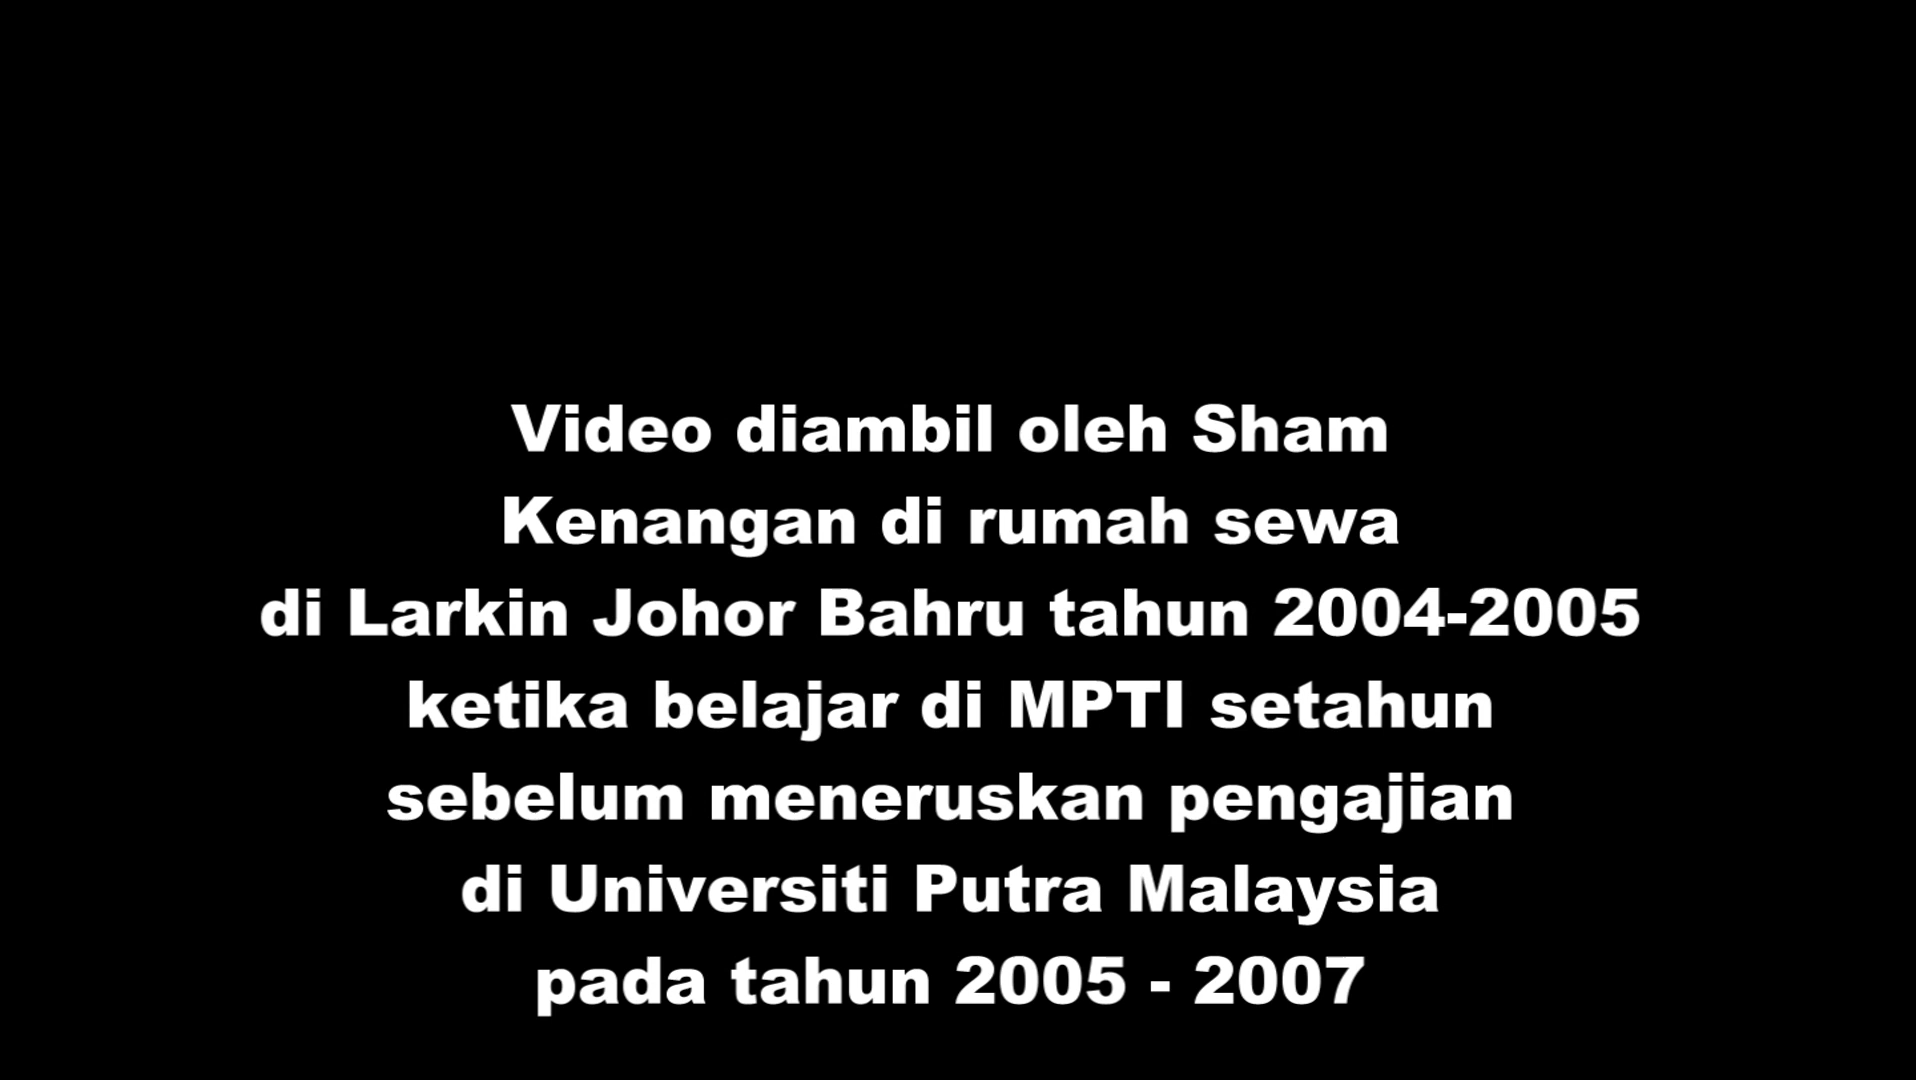 Video diambil oleh Sham
Kenangan di rumah sewa
di Larkin Johor Bahru tahun 2004-2005
ketika belajar di MPTI setahun
sebelum meneruskan pengajian
di Universiti Putra Malaysia
pada tahun 2005 - 2007